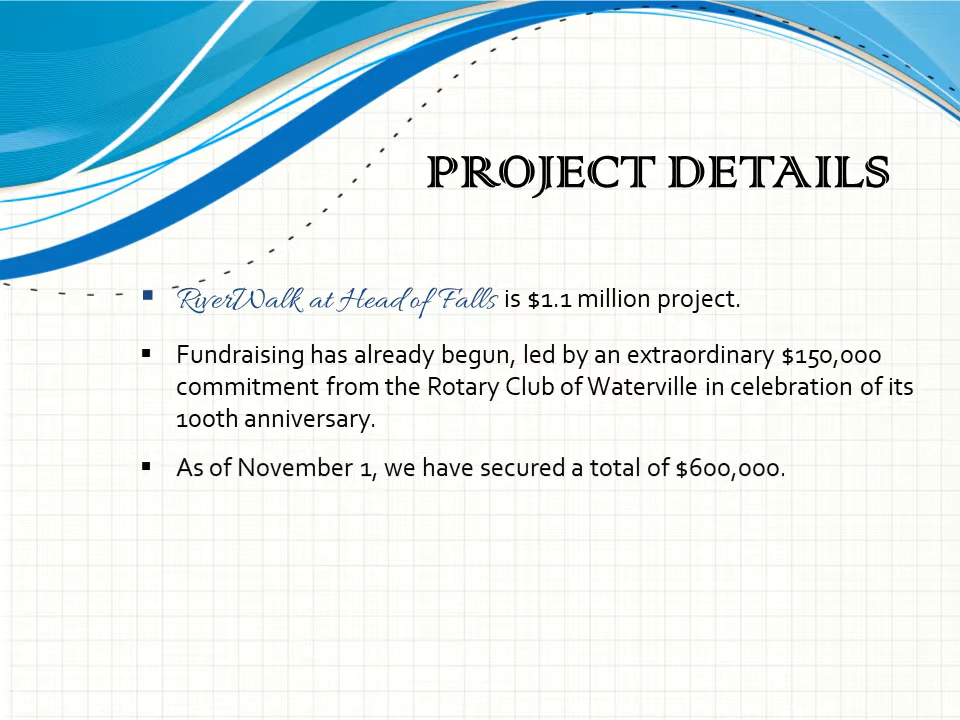 PROJECT DETAILS
▪ RiverWalk at Head of Falls is $1.1 million project.
▪ Fundraising has already begun, led by an extraordinary $150,000
commitment from the Rotary Club of Waterville in celebration of its
100th anniversary.
▪ As of November 1, we have secured a total of $600,000.